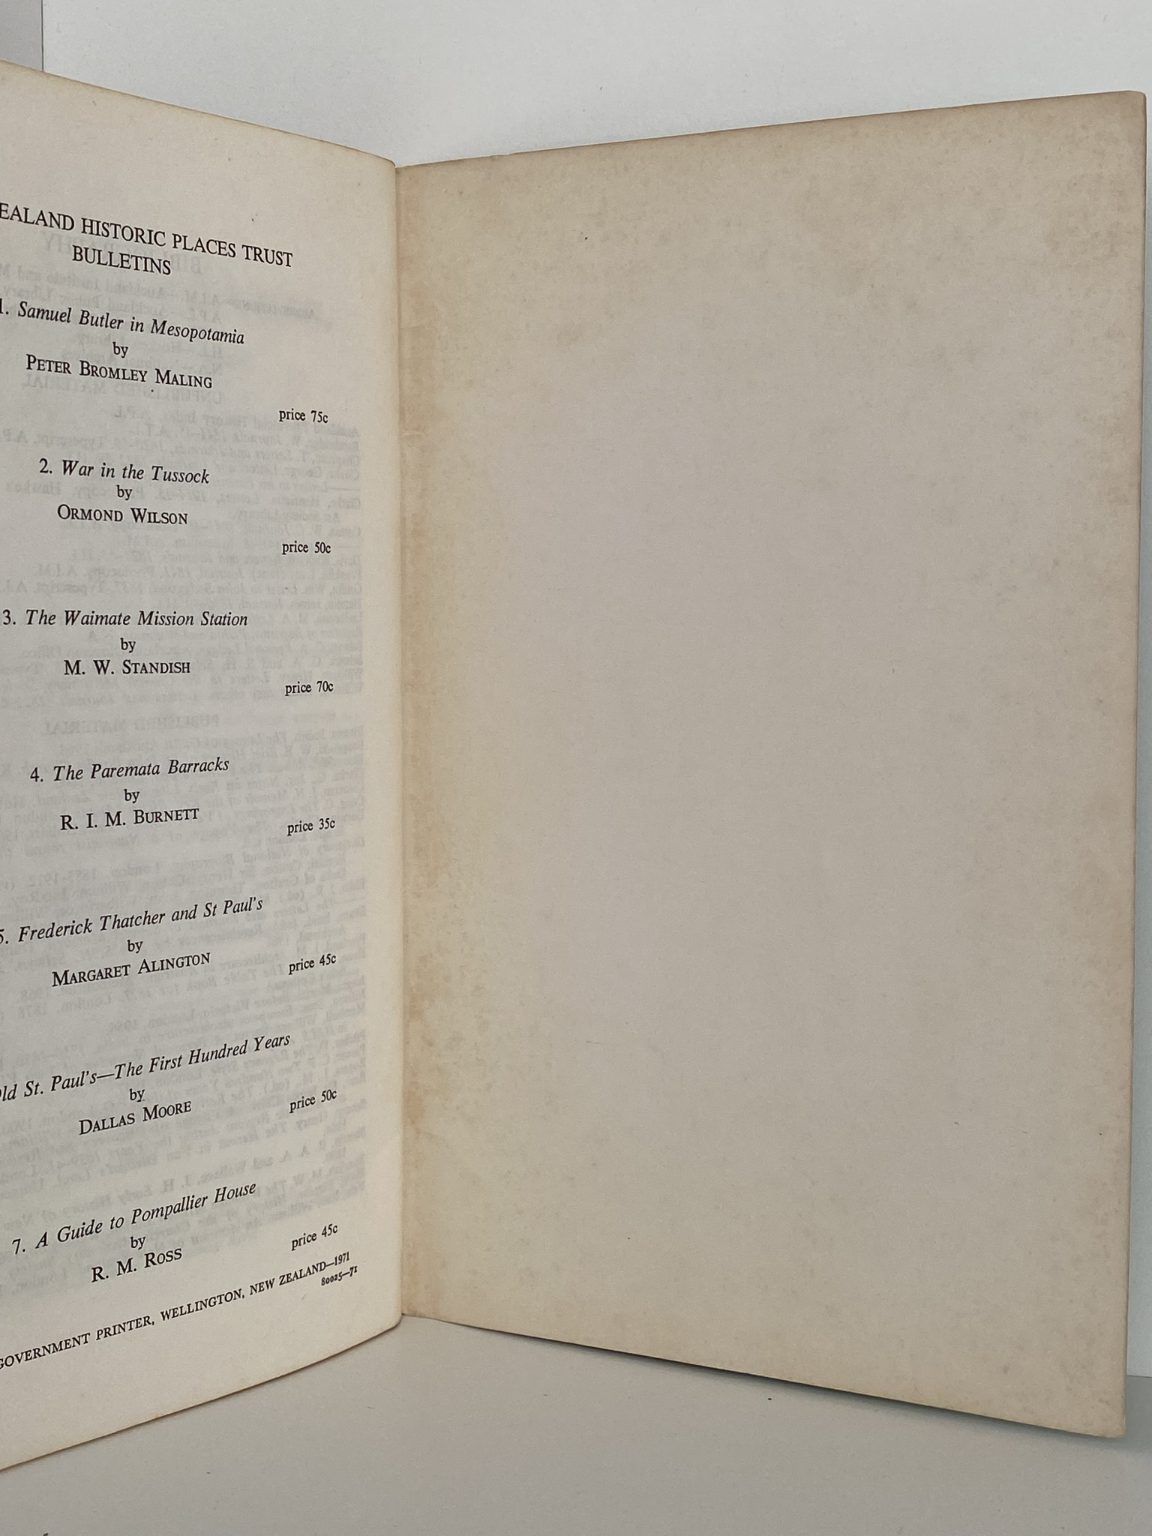 EALAND HISTORIC PLACES TRUST
BULLETINS
1. Samuel Butler in Mesopotamia
by
PETER BROMLEY MALING
price 75c
2. War in the Tussock
by
ORMOND WILSON
price 50c
3. The Waimate Mission Station
by
M. W. STANDISH
price 70c
4. The Paremata Barracks
by
R. I. M. BURNETT
price 35c
5. Frederick Thatcher and St Paul's
by
MARGARET ALINGTON
price 45c
ld St. Paul's—The First Hundred Years
by
DALLAS MOORE
price 50c
7. A Guide to Pompallier House
by
R. M. ROSS
price 45c
GOVERNMENT PRINTER, WELLINGTON, NEW ZEALAND—1971
80025—71